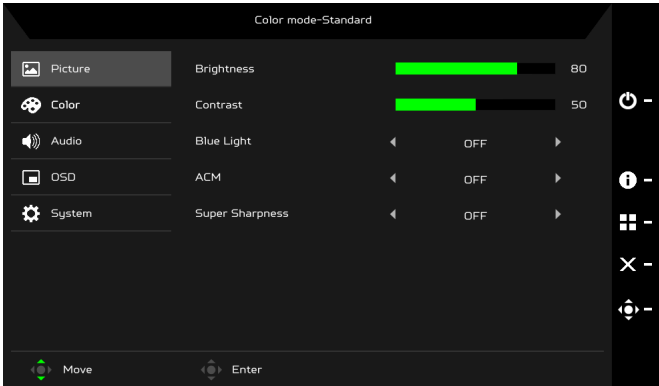 Color mode-Standard
Picture
Brightness 80
Color
Contrast 50
Audio
Blue Light OFF
OSD
ACM OFF
System
Super Sharpness OFF
Move Enter